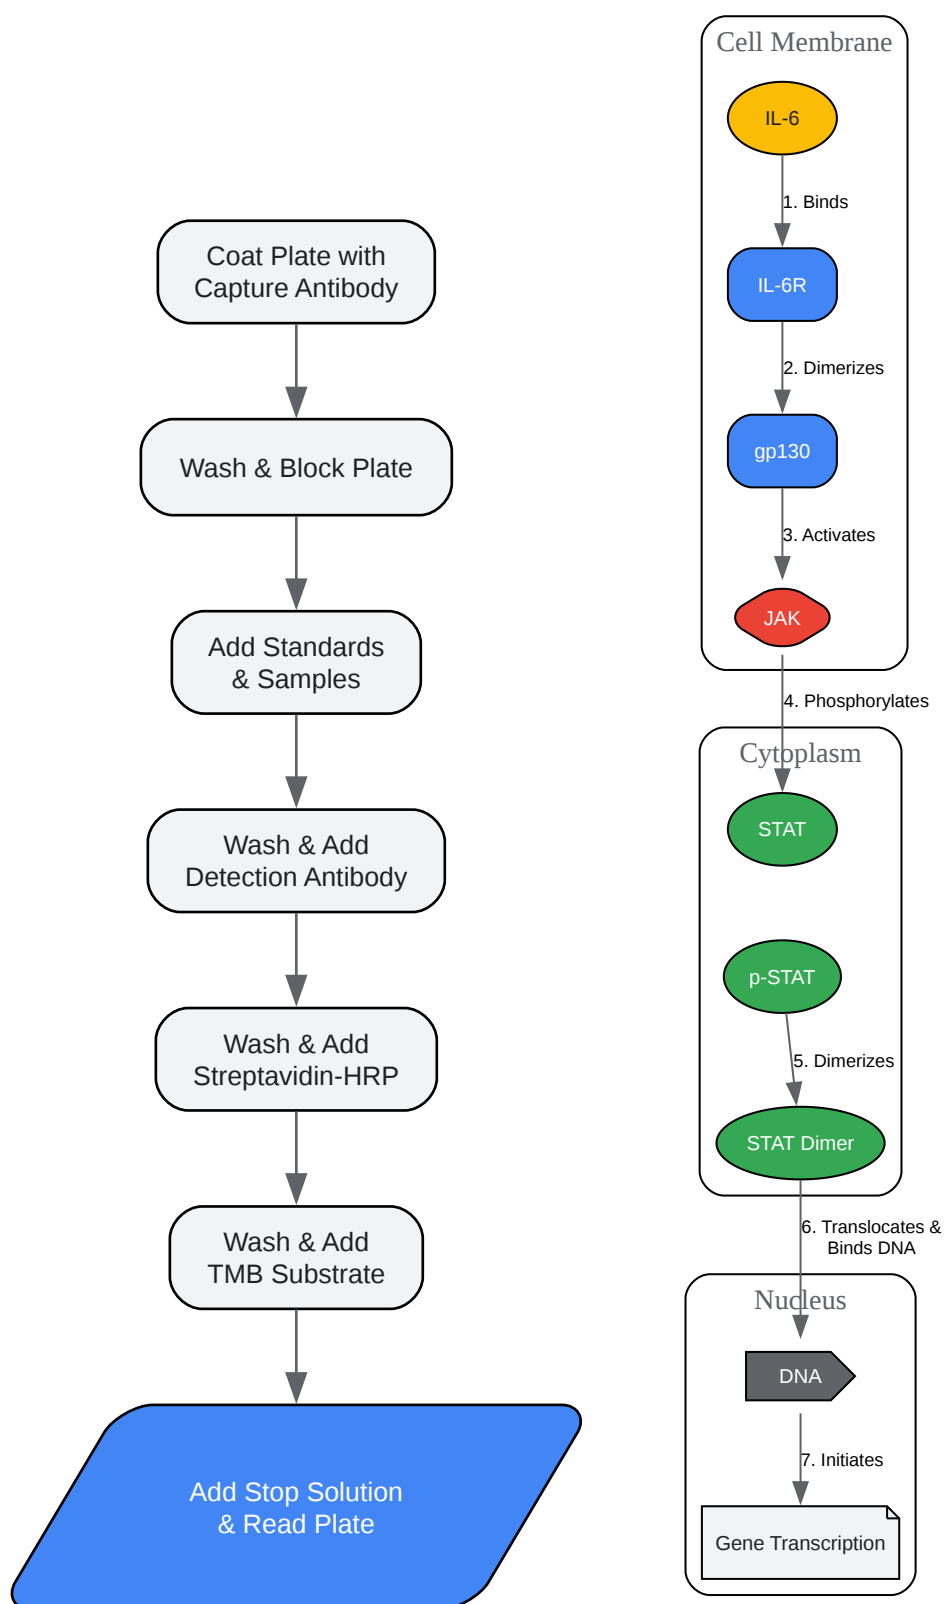 Coat Plate with
Capture Antibody
Wash & Block Plate
Add Standards
& Samples
Wash & Add
Detection Antibody
Wash & Add
Streptavidin-HRP
Wash & Add
TMB Substrate
Add Stop Solution
& Read Plate
Cell Membrane
IL-6
1. Binds
IL-6R
2. Dimerizes
gp130
3. Activates
JAK
4. Phosphorylates
Cytoplasm
STAT
p-STAT
5. Dimerizes
STAT Dimer
6. Translocates &
Binds DNA
Nucleus
DNA
7. Initiates
Gene Transcription